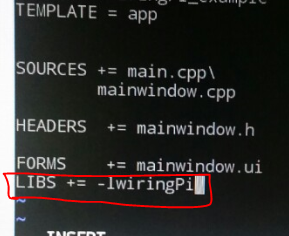 TEMPLATE = app
SOURCES += main.cpp\
mainwindow.cpp
HEADERS += mainwindow.h
FORMS += mainwindow.ui
LIBS += -lwiringPi
~
~
INSERT